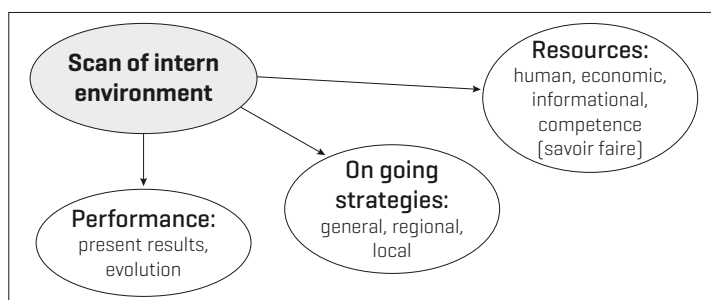 Scan of intern
environment
Resources:
human, economic,
informational,
competence
(savoir faire)
On going
strategies:
general, regional,
local
Performance:
present results,
evolution